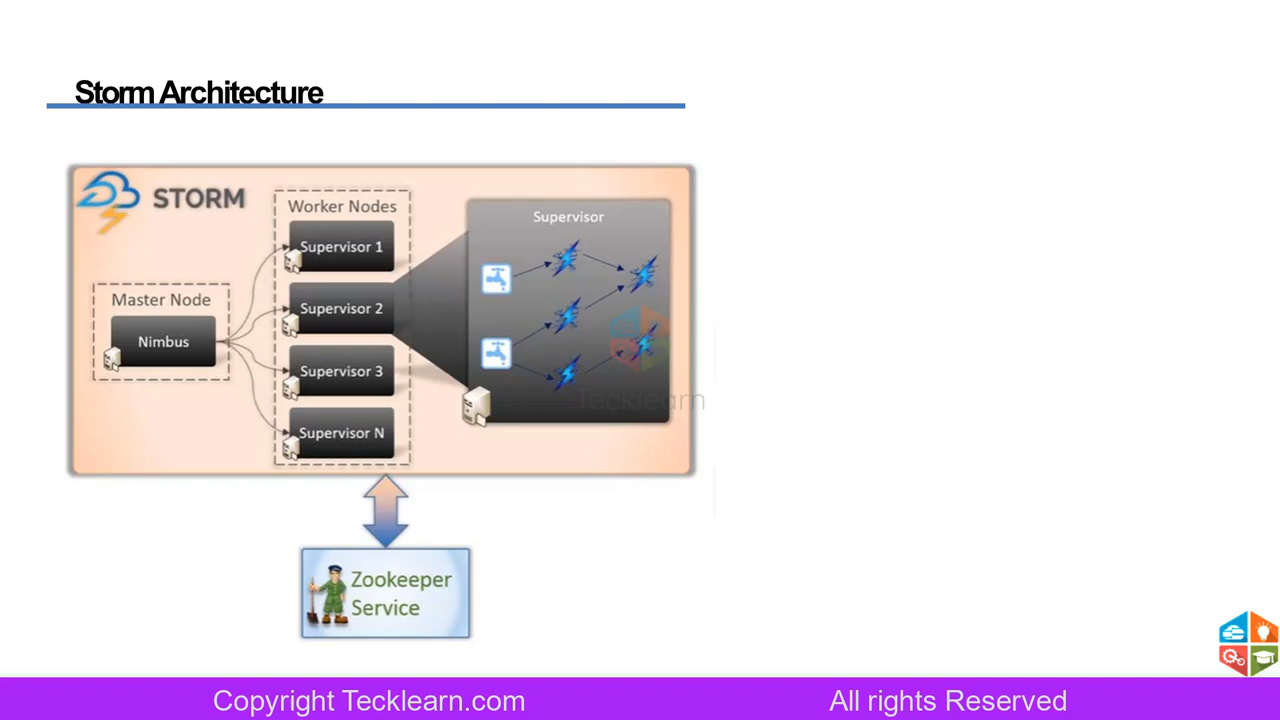 Storm Architecture
STORM
Worker Nodes
Supervisor
Supervisor 1
Master Node
Supervisor 2
Nimbus
Supervisor 3
Tecklearn
Supervisor N
Zookeeper
Service
Copyright Tecklearn.com
All rights Reserved